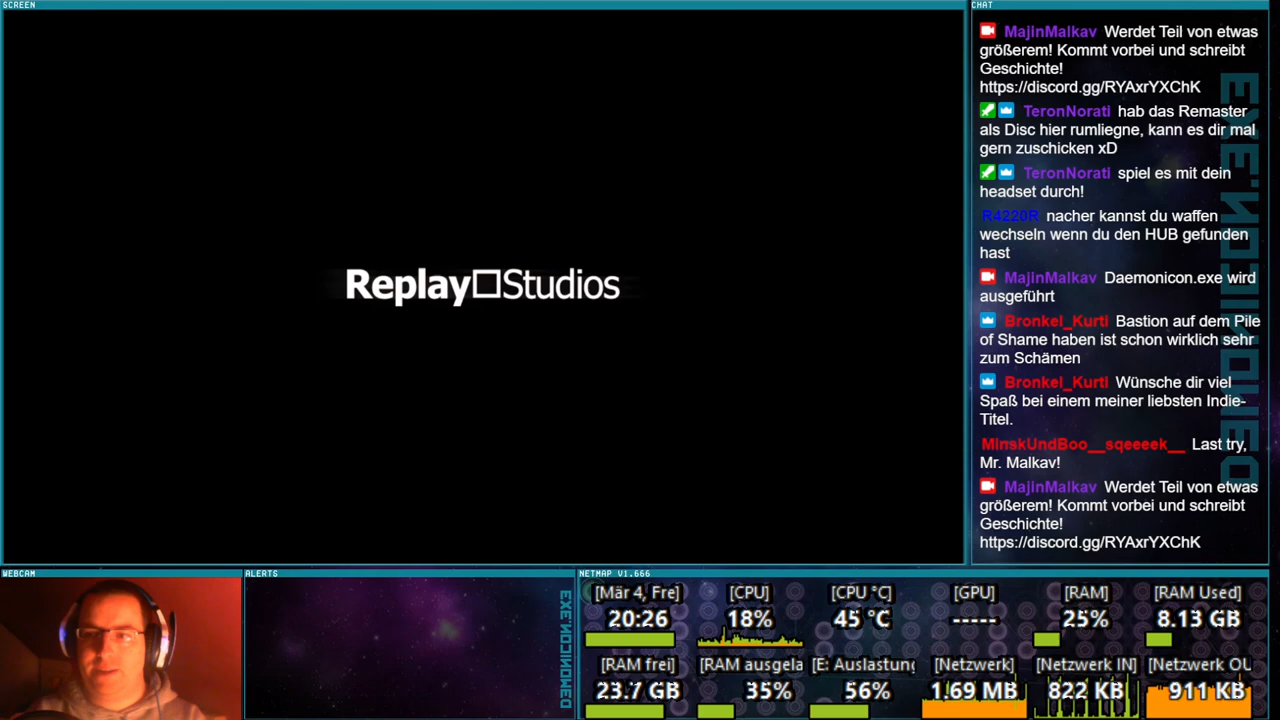 SCREEN
Replay Studios
CHAT
MajinMalkav Werdet Teil von etwas
größerem! Kommt vorbei und schreibt
Geschichte!
https://discord.gg/RYAxrYXChK
TeronNorati hab das Remaster
als Disc hier rumliegne, kann es dir mal
gern zuschicken xD
TeronNorati spiel es mit dein
headset durch!
R4220R nacher kannst du waffen
wechseln wenn du den HUB gefunden
hast
MajinMalkav Daemonicon.exe wird
ausgeführt
Bronkel_Kurti Bastion auf dem Pile
of Shame haben ist schon wirklich sehr
zum Schämen
Bronkel_Kurti Wünsche dir viel
Spaß bei einem meiner liebsten Indie-
Titel.
MinskUndBoo__sqeeeek__ Last try,
Mr. Malkav!
MajinMalkav Werdet Teil von etwas
größerem! Kommt vorbei und schreibt
Geschichte!
https://discord.gg/RYAxrYXChK
WEBCAM
ALERTS
NETMAP V1.666
[Mär 4, Fre] [CPU] [CPU °C] [GPU] [RAM] [RAM Used]
20:26 18% 45 °C ----- 25% 8.13 GB
[RAM frei] [RAM ausgela [E: Auslastung [Netzwerk] [Netzwerk IN] [Netzwerk OU
23.7 GB 35% 56% 1.69 MB 822 KB 911 KB